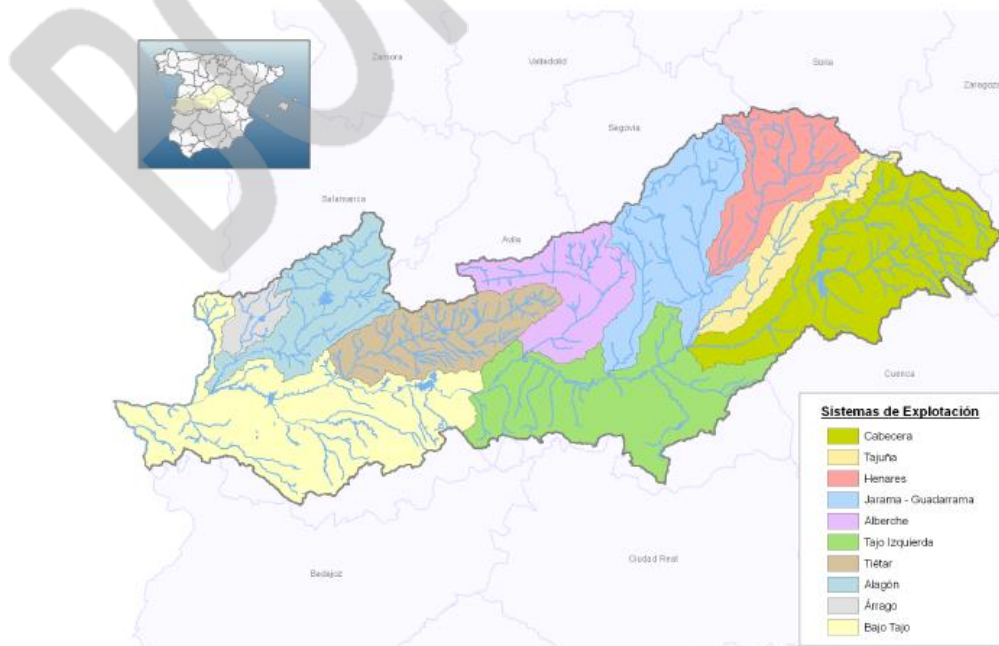 Zamora
Valladolid
Soria
Zaragoza
Segovia
Salamanca
Avila
Cuenca
Badajoz
Ciudad Real
Sistemas de Explotación
Cabecera
Tajuña
Henares
Jarama - Guadarrama
Alberche
Tajo Izquierda
Tiétar
Alagón
Árrago
Bajo Tajo